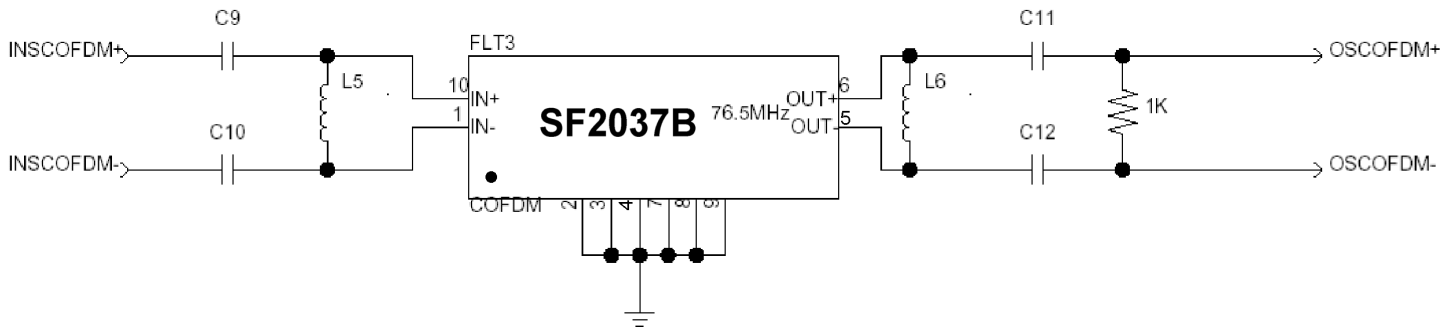 C9
C11
INSCOFDM+
FLT3
OSCOFDM+
L5
L6
10
IN+
SF2037B
76.5MHz
OUT+
6
1K
1
IN-
OUT-
5
C10
C12
INSCOFDM-
OSCOFDM-
COFDM
2
3
4
7
8
9